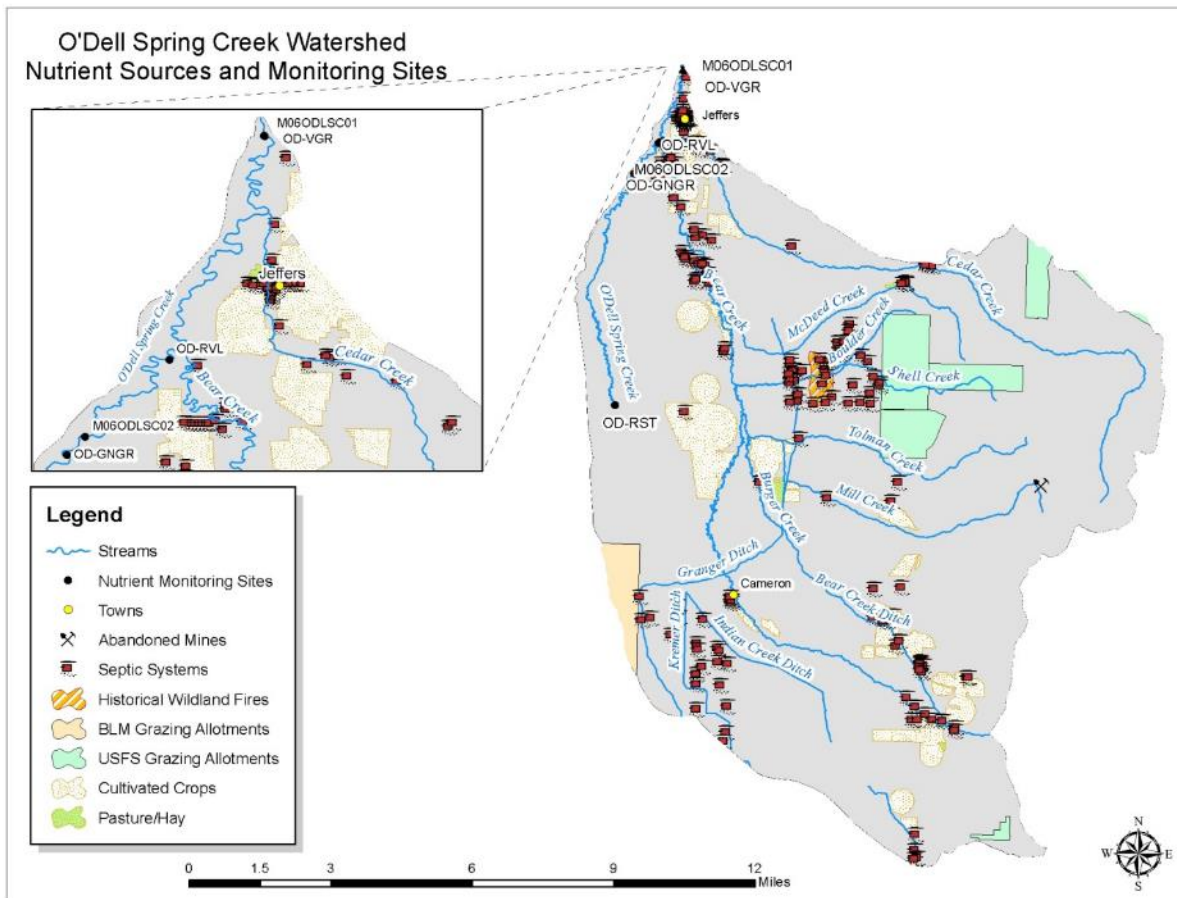 O'Dell Spring Creek Watershed
Nutrient Sources and Monitoring Sites
M06ODLSC01
OD-VGR
Jeffers
O'Dell Spring Creek
OD-RVL
Cedar Creek
Bear Creek
M06ODLSC02
OD-GNGR
M06ODLSC01
OD-VGR
Jeffers
OD-RVL
M06ODLSC02
OD-GNGR
Cedar Creek
Bear Creek
O'Dell Spring Creek
McDeed Creek
Boulder Creek
Shell Creek
OD-RST
Tolman Creek
Mill Creek
Burger Creek
Granger Ditch
Cameron
Bear Creek Ditch
Kremer Ditch
Indian Creek Ditch
Legend
Streams
Nutrient Monitoring Sites
Towns
Abandoned Mines
Septic Systems
Historical Wildland Fires
BLM Grazing Allotments
USFS Grazing Allotments
Cultivated Crops
Pasture/Hay
0 1.5 3 6 9 12
Miles
N
W E
S